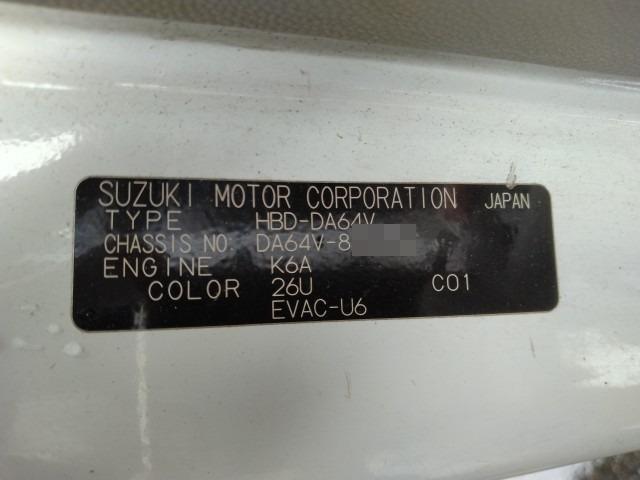 SUZUKI MOTOR CORPORATION JAPAN
TYPE HBD-DA64V
CHASSIS NO. DA64V-8
ENGINE K6A
COLOR 26U C01
EVAC-U6